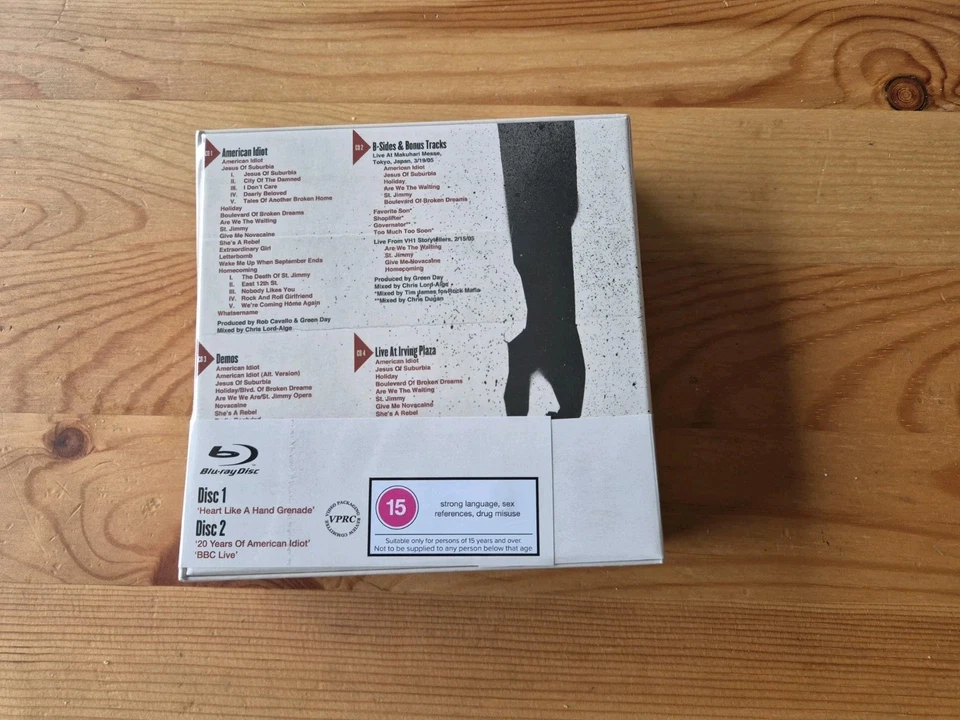 CD 1
American Idiot
American Idiot
Jesus Of Suburbia
I. Jesus Of Suburbia
II. City Of The Damned
III. I Don't Care
IV. Dearly Beloved
V. Tales Of Another Broken Home
Holiday
Boulevard Of Broken Dreams
Are We The Waiting
St. Jimmy
Give Me Novacaine
She's A Rebel
Extraordinary Girl
Letterbomb
Wake Me Up When September Ends
Homecoming
I. The Death Of St. Jimmy
II. East 12th St.
III. Nobody Likes You
IV. Rock And Roll Girlfriend
V. We're Coming Home Again
Whatsername
Produced by Rob Cavallo & Green Day
Mixed by Chris Lord-Alge
CD 2
B-Sides & Bonus Tracks
Live At Makuhari Messe,
Tokyo, Japan, 3/19/05
American Idiot
Jesus Of Suburbia
Holiday
Are We The Waiting
St. Jimmy
Boulevard Of Broken Dreams
Favorite Son*
Shoplifter*
Governator*
Too Much Too Soon*
Live From VH1 Storytellers, 2/15/05
Are We The Waiting
St. Jimmy
Give Me Novacaine
Homecoming
Produced by Green Day
Mixed by Chris Lord-Alge
*Mixed by Tim James for Rock Mafia
**Mixed by Chris Dugan
CD 3
Demos
American Idiot
American Idiot (Alt. Version)
Jesus Of Suburbia
Holiday/Blvd. Of Broken Dreams
Are We We Are/St. Jimmy Opera
Novacaine
She's A Rebel
CD 4
Live At Irving Plaza
American Idiot
Jesus Of Suburbia
Holiday
Boulevard Of Broken Dreams
Are We The Waiting
St. Jimmy
Give Me Novacaine
She's A Rebel
Blu-ray Disc
Disc 1
'Heart Like A Hand Grenade'
Disc 2
'20 Years Of American Idiot'
'BBC Live'
VIDEO PACKAGING REVIEW COMMITTEE
VPRC
15
strong language, sex
references, drug misuse
Suitable only for persons of 15 years and over.
Not to be supplied to any person below that age